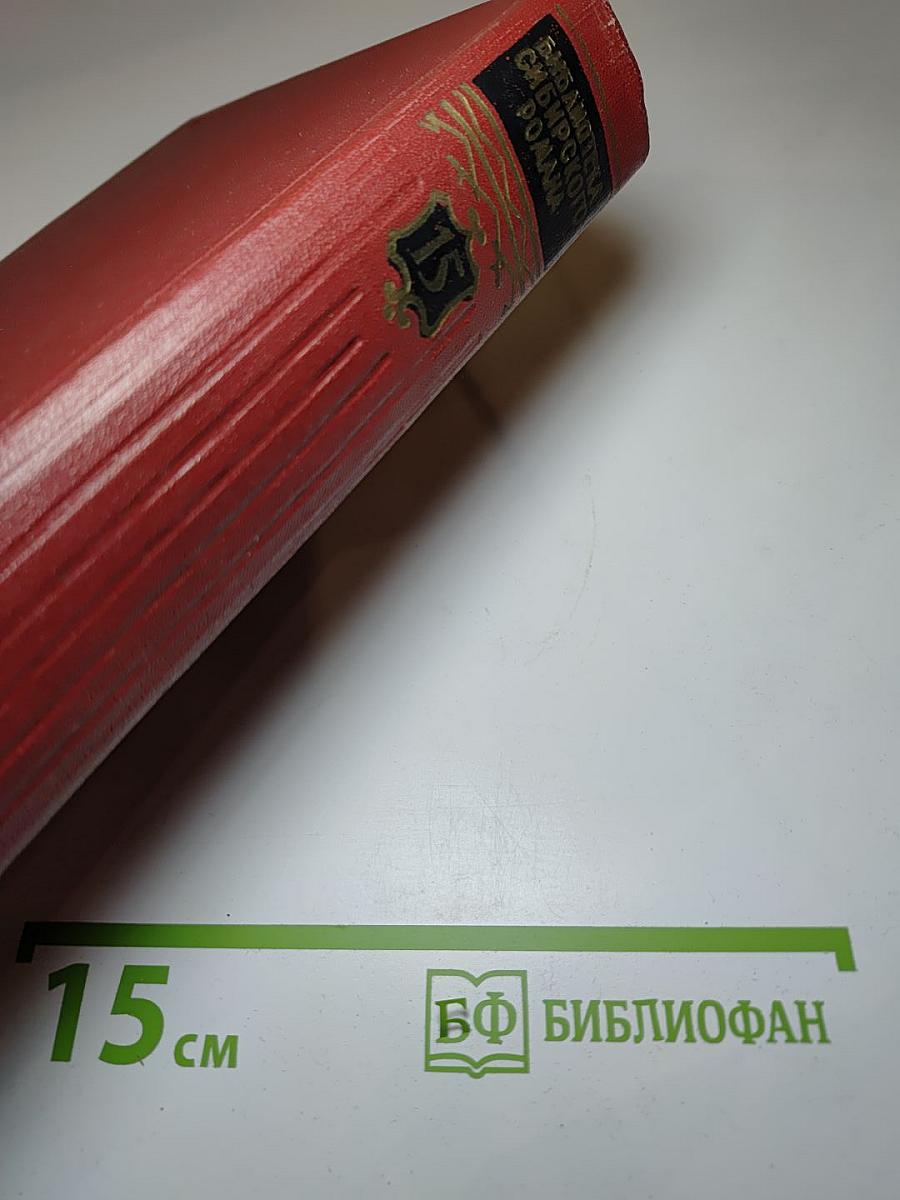 БИБЛИОТЕКА
СИБИРСКОГО
РОМАНА
15
15 см
БФ БИБЛИОФАН